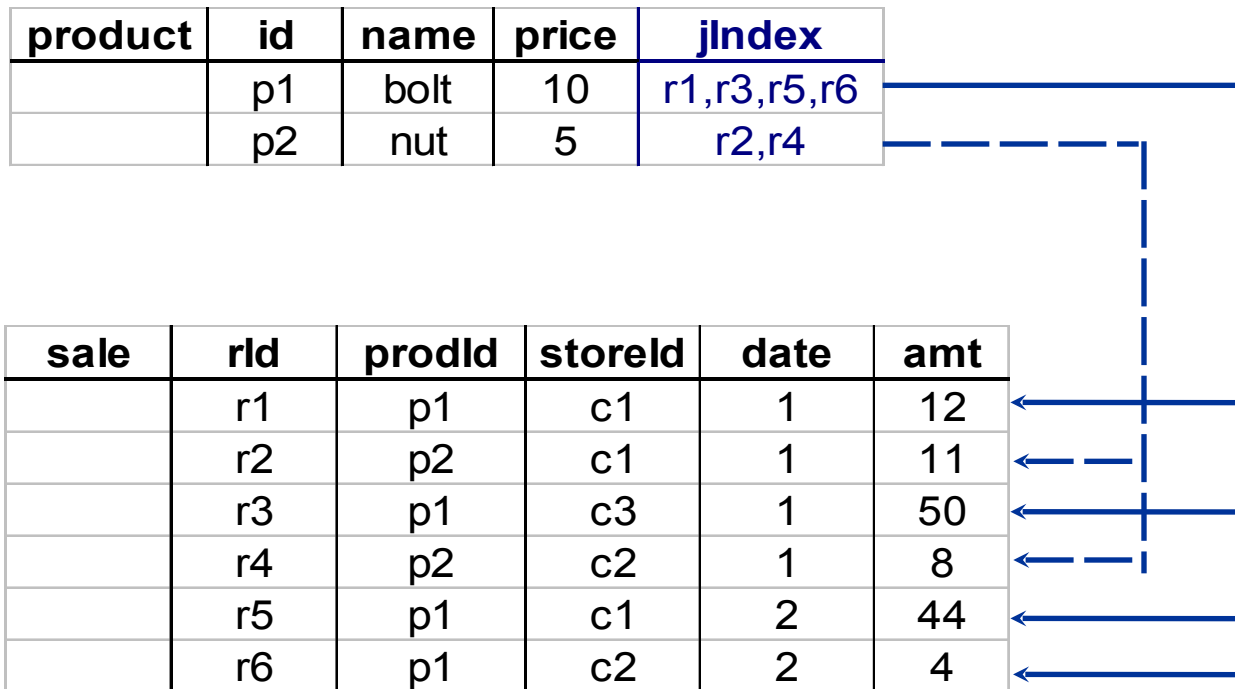 product id name price jIndex
p1 bolt 10 r1,r3,r5,r6
p2 nut 5 r2,r4
sale rId prodId storeId date amt
r1 p1 c1 1 12
r2 p2 c1 1 11
r3 p1 c3 1 50
r4 p2 c2 1 8
r5 p1 c1 2 44
r6 p1 c2 2 4